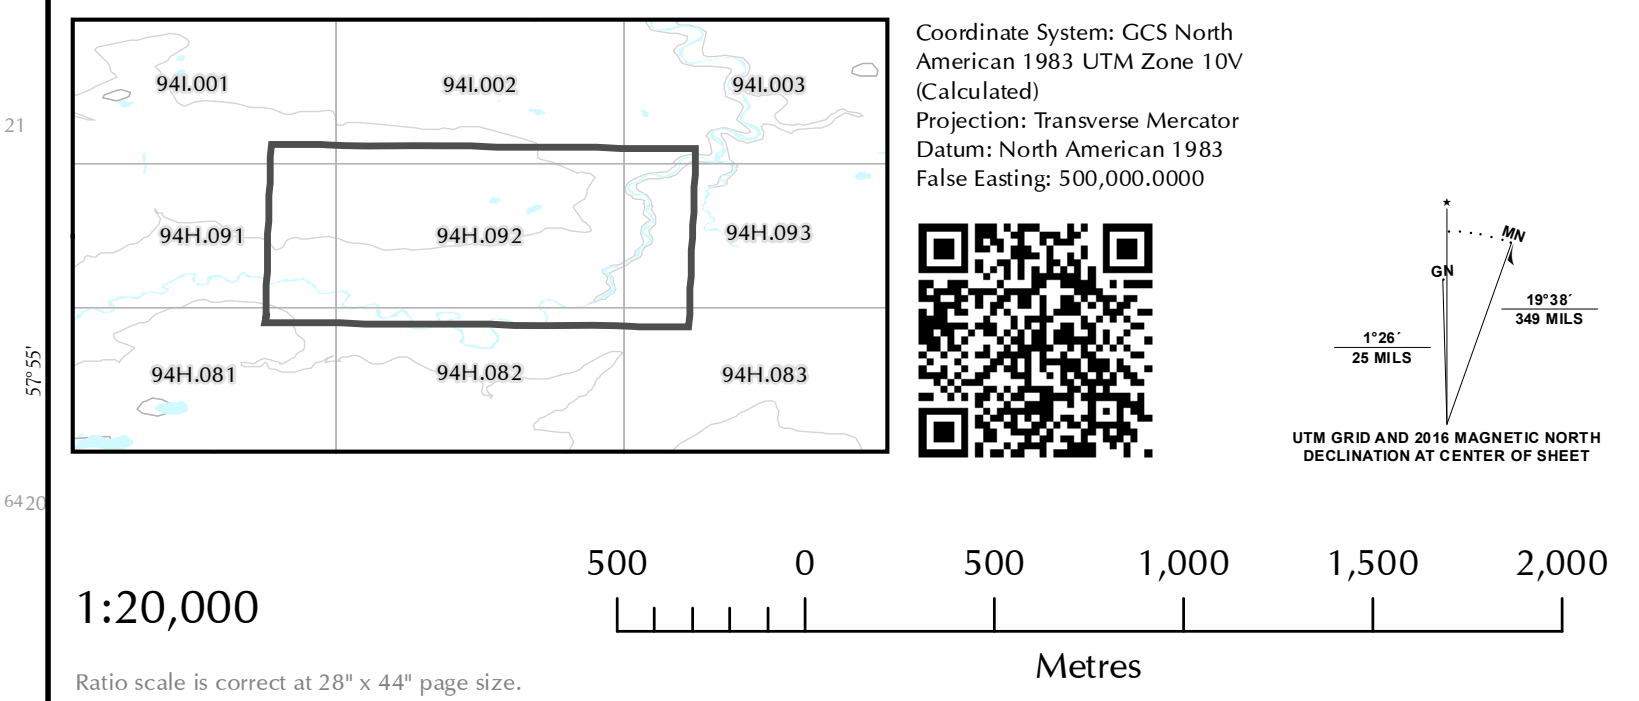 94I.001
94I.002
94I.003
94H.091
94H.092
94H.093
94H.081
94H.082
94H.083
21
57°55'
6420
Coordinate System: GCS North
American 1983 UTM Zone 10V
(Calculated)
Projection: Transverse Mercator
Datum: North American 1983
False Easting: 500,000.0000
MN
GN
19°38´
349 MILS
1°26´
25 MILS
UTM GRID AND 2016 MAGNETIC NORTH
DECLINATION AT CENTER OF SHEET
500 0 500 1,000 1,500 2,000
1:20,000
Metres
Ratio scale is correct at 28" x 44" page size.